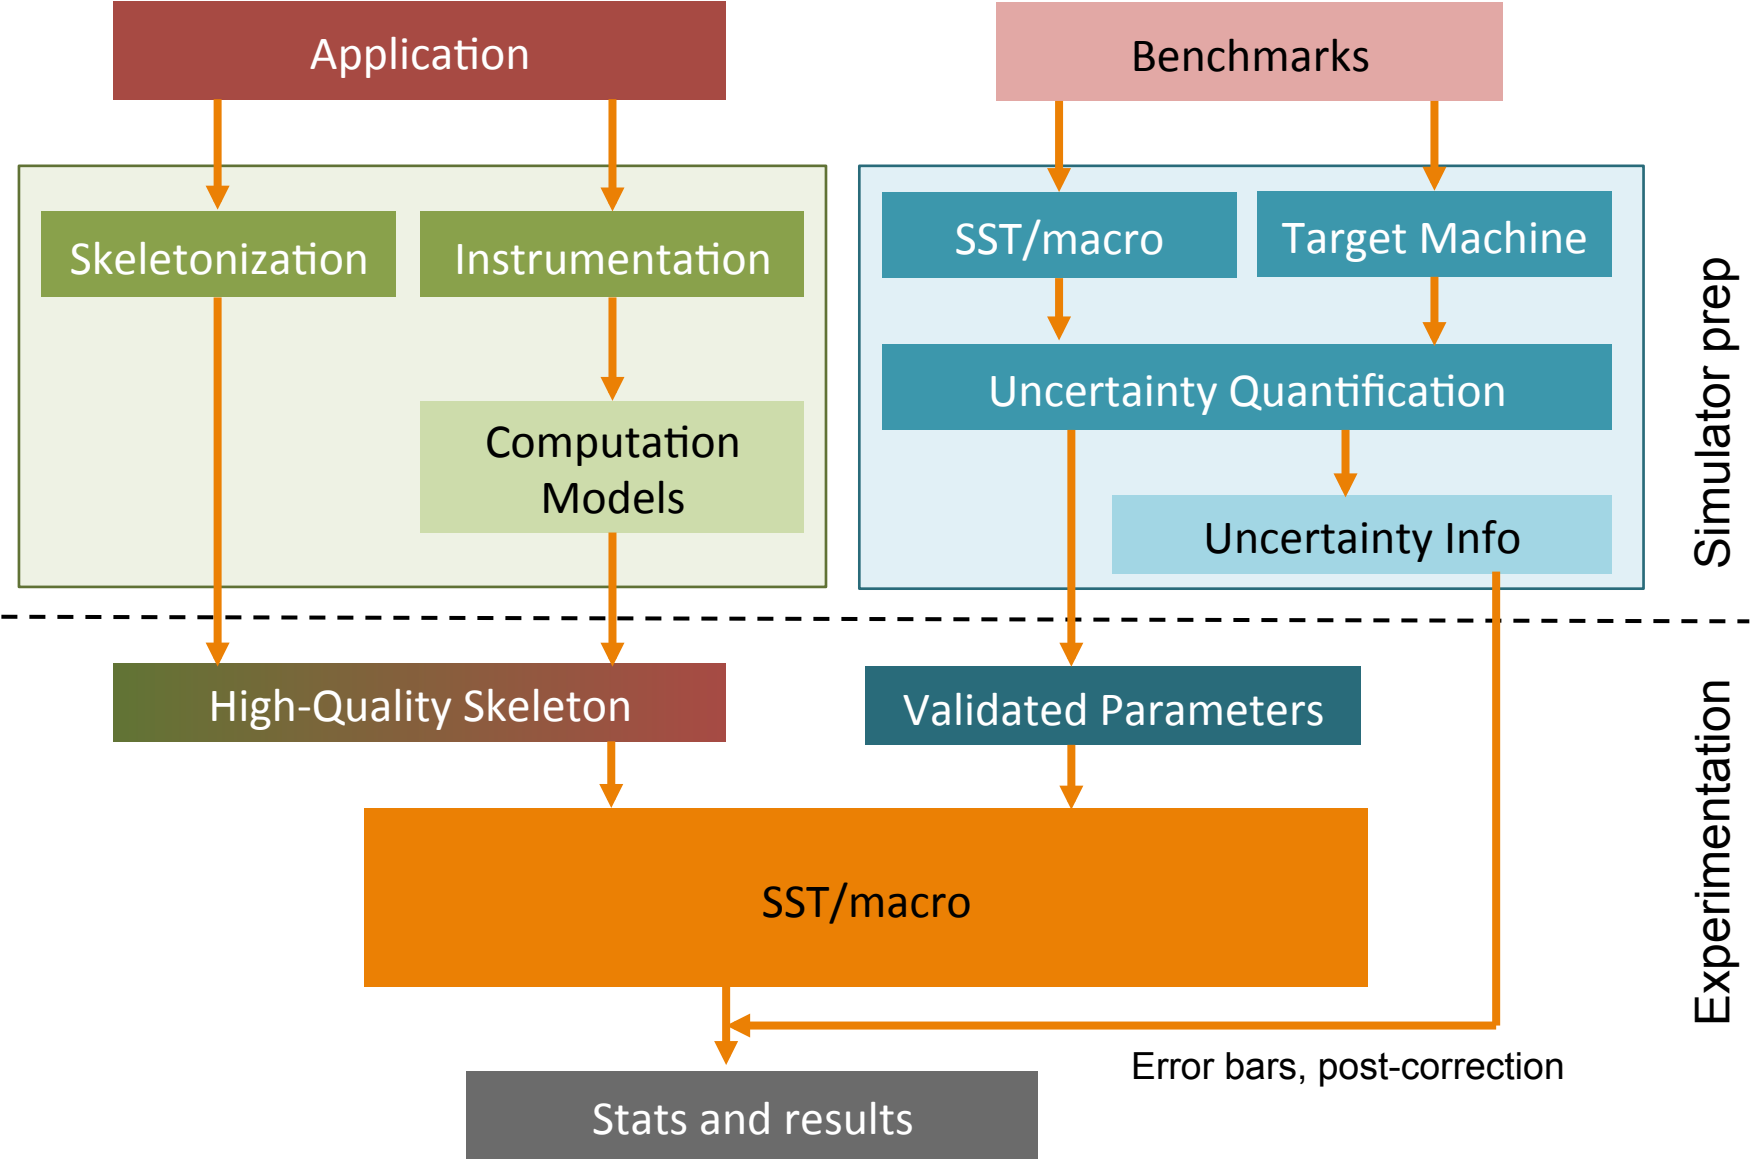 Application
Benchmarks
Skeletonization
Instrumentation
SST/macro
Target Machine
Uncertainty Quantification
Computation
Models
Uncertainty Info
Simulator prep
High-Quality Skeleton
Validated Parameters
SST/macro
Experimentation
Error bars, post-correction
Stats and results